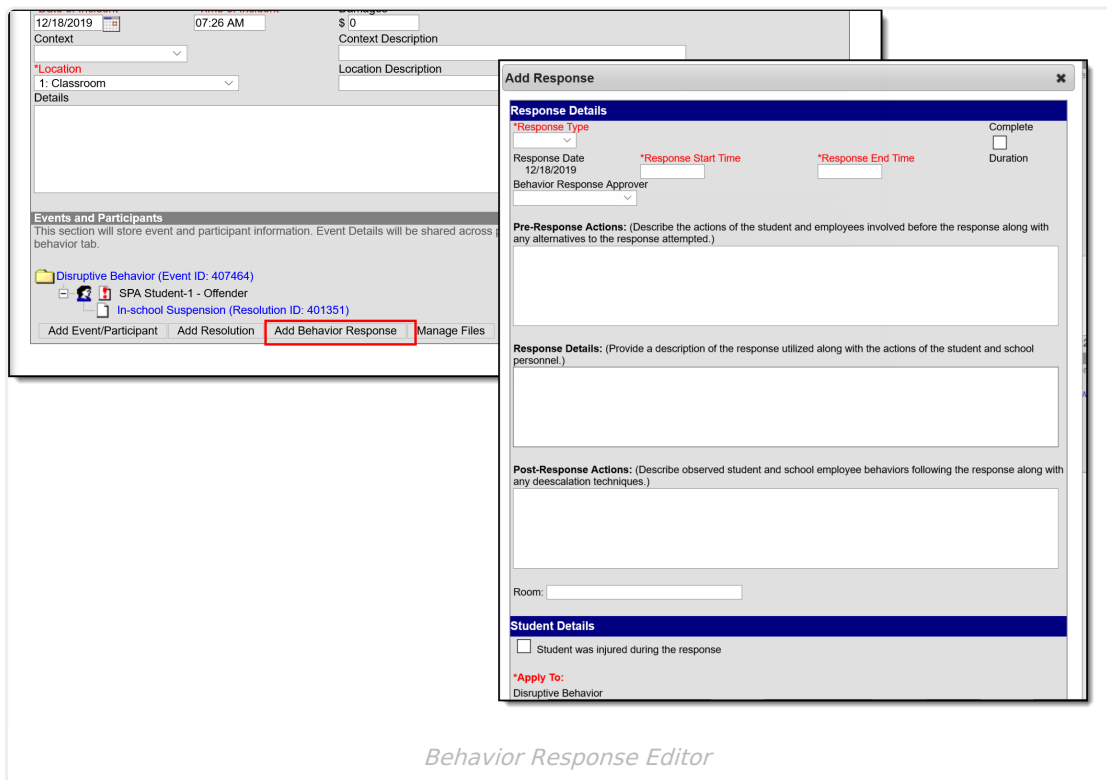 Date of Incident Time of Incident Damages
12/18/2019 07:26 AM $ 0
Context Context Description
*Location Location Description
1: Classroom
Details
Events and Participants
This section will store event and participant information. Event Details will be shared across
behavior tab.
Disruptive Behavior (Event ID: 407464)
SPA Student-1 - Offender
In-school Suspension (Resolution ID: 401351)
Add Event/Participant Add Resolution Add Behavior Response Manage Files
Add Response
Response Details
*Response Type Complete
Response Date *Response Start Time *Response End Time Duration
12/18/2019
Behavior Response Approver
Pre-Response Actions: (Describe the actions of the student and employees involved before the response along with
any alternatives to the response attempted.)
Response Details: (Provide a description of the response utilized along with the actions of the student and school
personnel.)
Post-Response Actions: (Describe observed student and school employee behaviors following the response along with
any deescalation techniques.)
Room:
Student Details
Student was injured during the response
*Apply To:
Disruptive Behavior
Behavior Response Editor